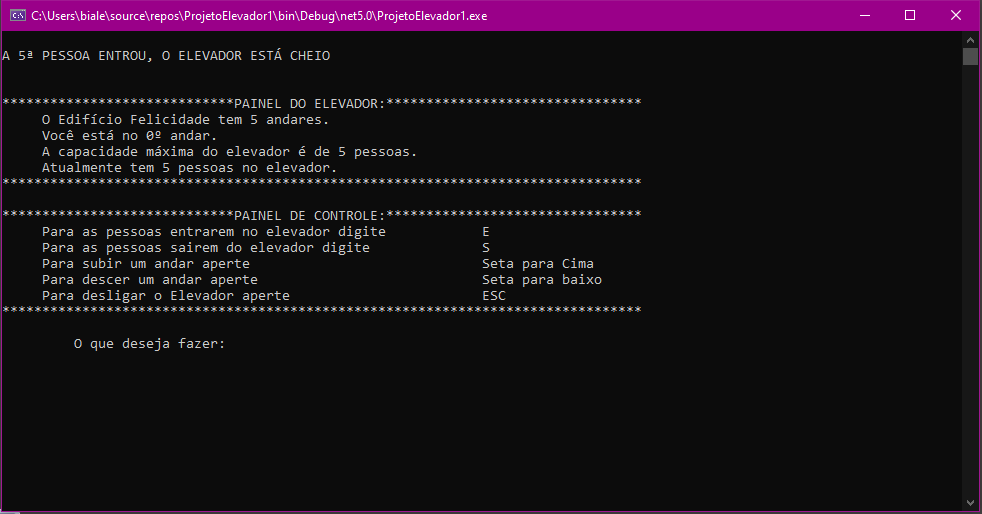 C:\Users\biale\source\repos\ProjetoElevador1\bin\Debug\net5.0\ProjetoElevador1.exe
A 5ª PESSOA ENTROU, O ELEVADOR ESTÁ CHEIO
*****************************PAINEL DO ELEVADOR:********************************
O Edifício Felicidade tem 5 andares.
Você está no 0º andar.
A capacidade máxima do elevador é de 5 pessoas.
Atualmente tem 5 pessoas no elevador.
********************************************************************************
*****************************PAINEL DE CONTROLE:********************************
Para as pessoas entrarem no elevador digite E
Para as pessoas sairem do elevador digite S
Para subir um andar aperte Seta para Cima
Para descer um andar aperte Seta para baixo
Para desligar o Elevador aperte ESC
********************************************************************************
O que deseja fazer: